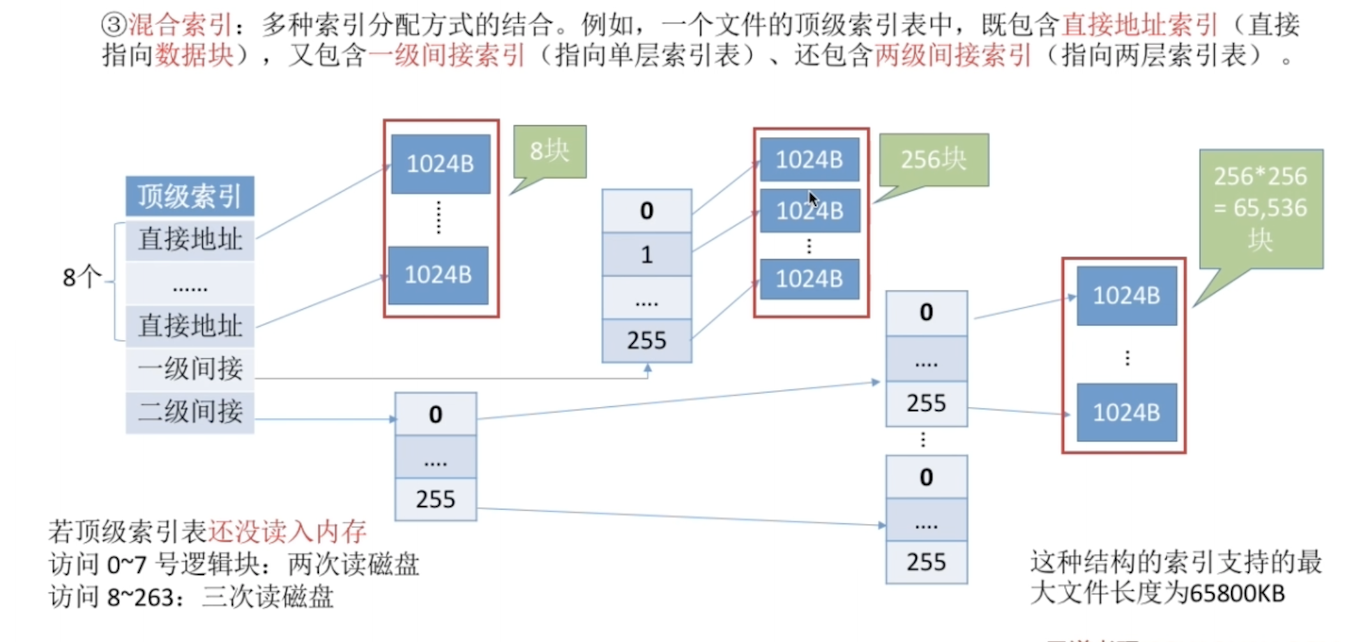 ③混合索引：多种索引分配方式的结合。例如，一个文件的顶级索引表中，既包含直接地址索引（直接
指向数据块），又包含一级间接索引（指向单层索引表）、还包含两级间接索引（指向两层索引表）。
顶级索引
8个
直接地址
......
直接地址
一级间接
二级间接
1024B
1024B
8块
0
1
....
255
1024B
1024B
1024B
256块
0
....
255
0
....
255
0
....
255
1024B
1024B
256*256
= 65,536
块
若顶级索引表还没读入内存
访问 0~7 号逻辑块：两次读磁盘
访问 8~263：三次读磁盘
这种结构的索引支持的最
大文件长度为65800KB